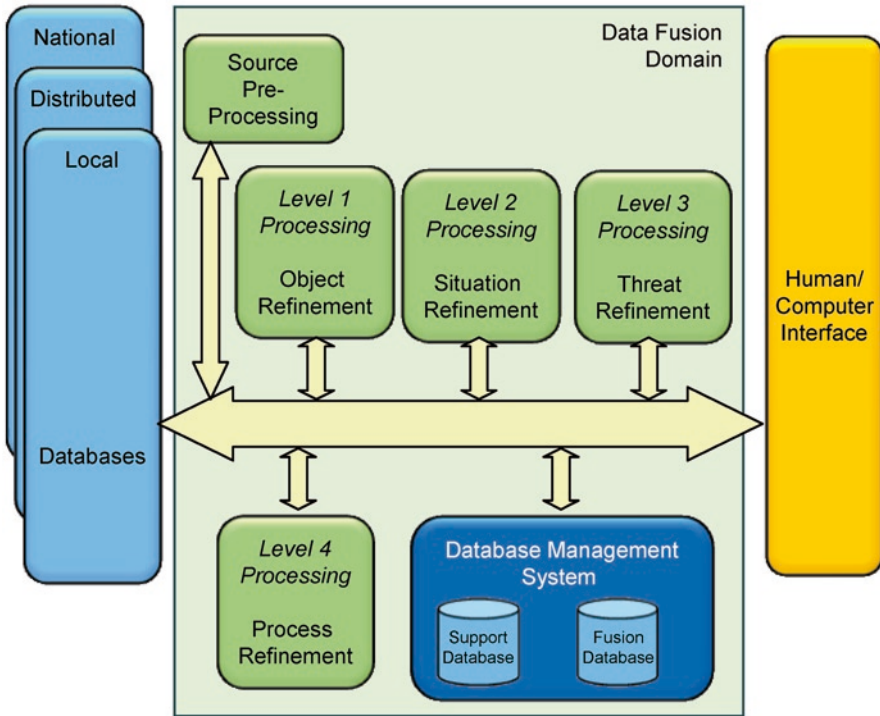 National
Distributed
Local
Databases
Data Fusion
Domain
Source
Pre-
Processing
Level 1
Processing
Object
Refinement
Level 2
Processing
Situation
Refinement
Level 3
Processing
Threat
Refinement
Human/
Computer
Interface
Level 4
Processing
Process
Refinement
Database Management
System
Support
Database
Fusion
Database